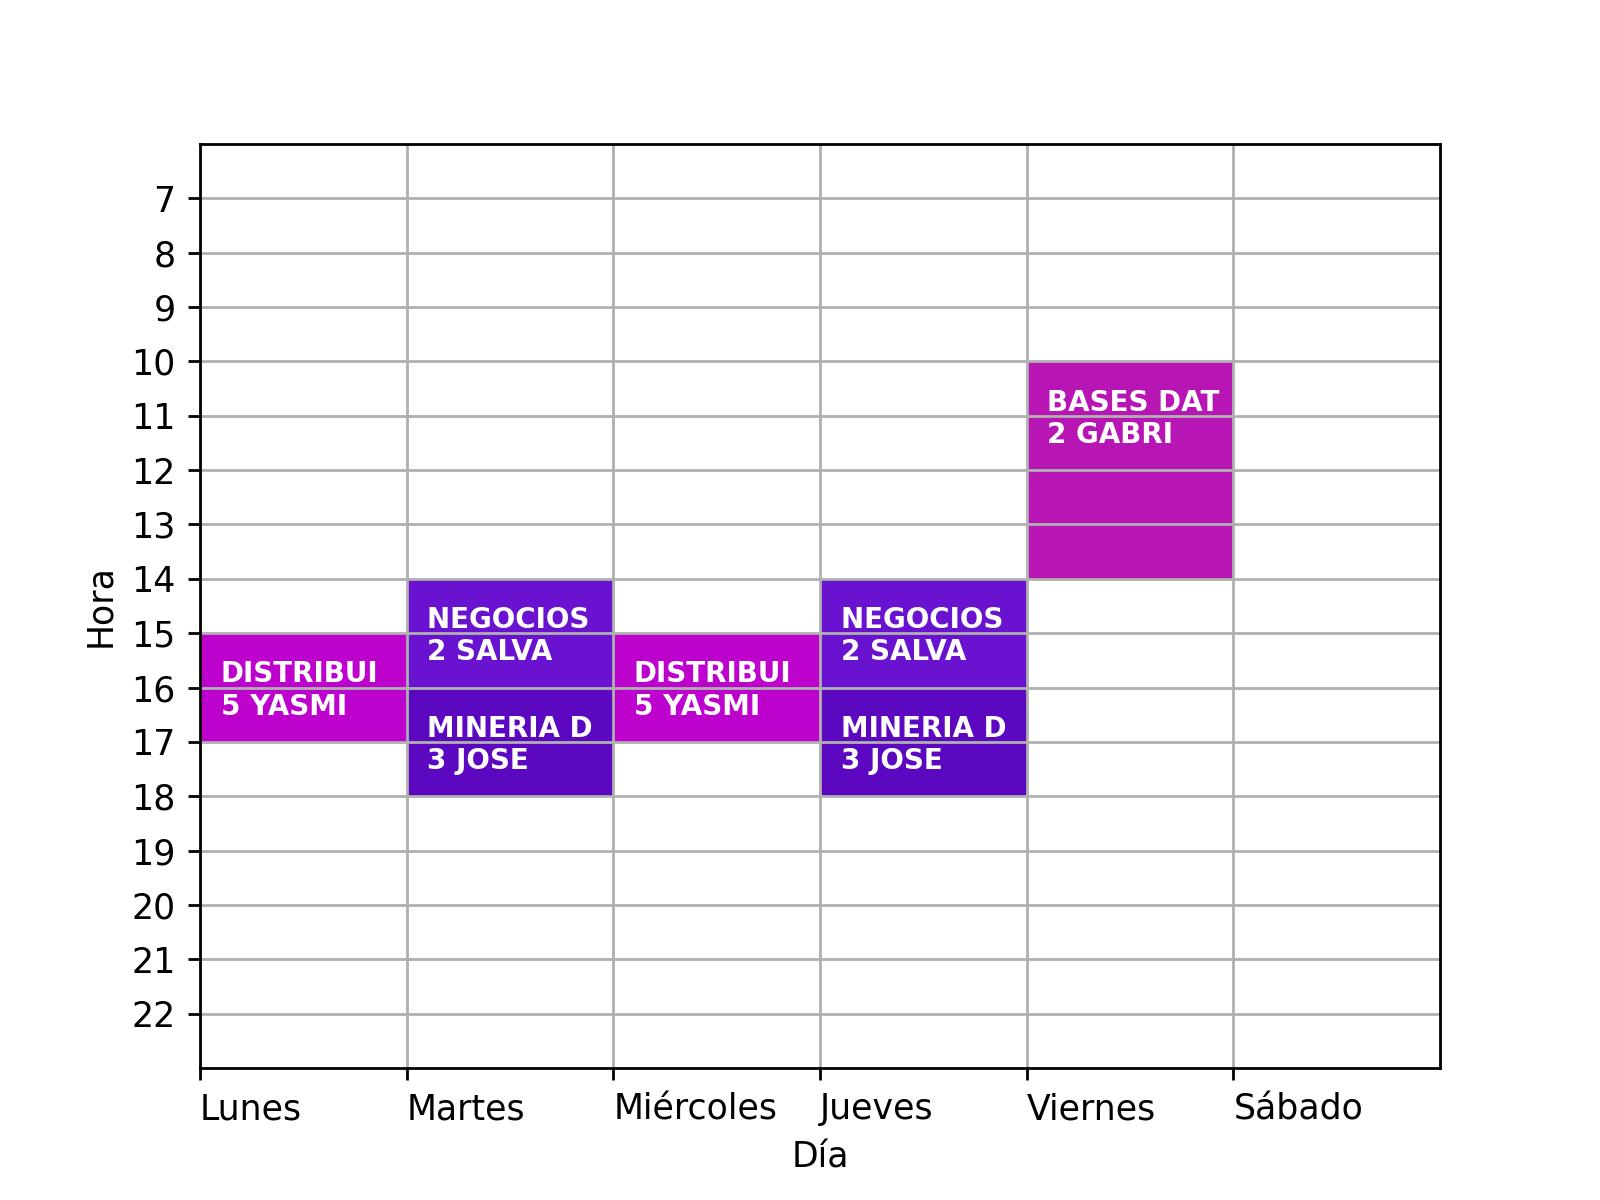 7
8
9
10
11
12
13
14
15
16
17
18
19
20
21
22
Hora
BASES DAT
2 GABRI
NEGOCIOS
2 SALVA
NEGOCIOS
2 SALVA
DISTRIBUI
5 YASMI
DISTRIBUI
5 YASMI
MINERIA D
3 JOSE
MINERIA D
3 JOSE
Lunes
Martes
Miércoles
Jueves
Viernes
Sábado
Día